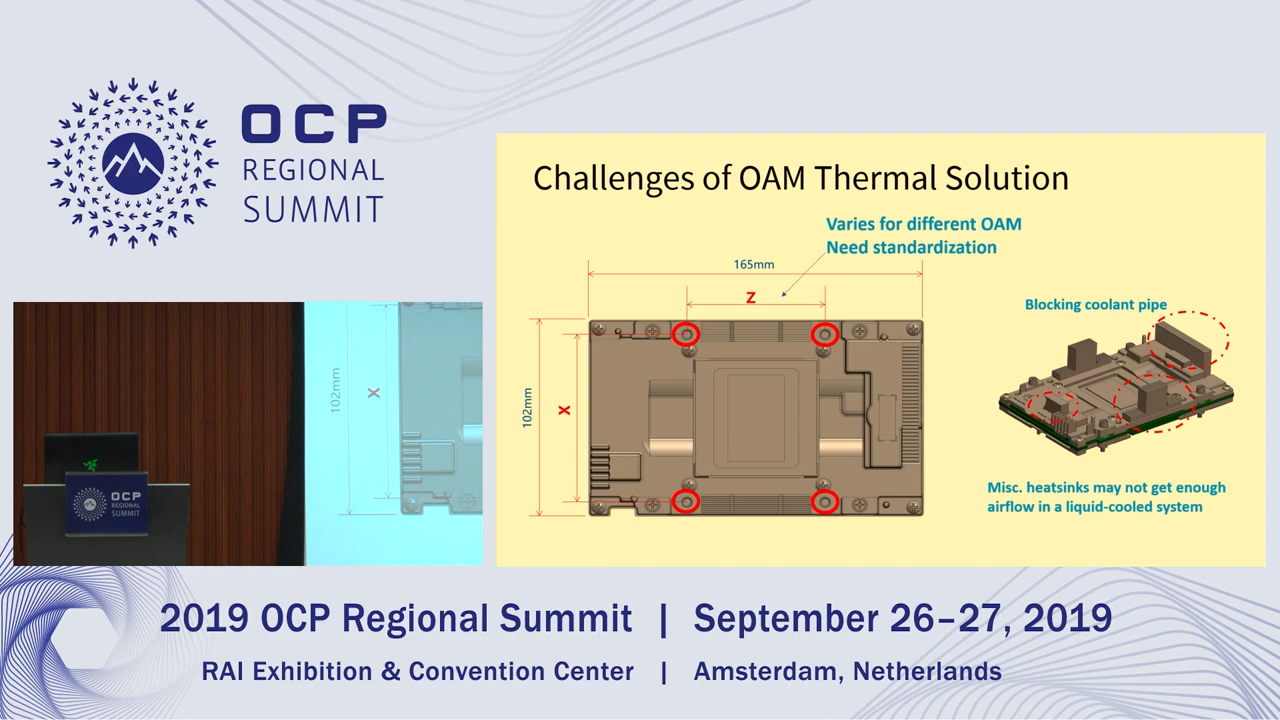 OCP
REGIONAL
SUMMIT
Challenges of OAM Thermal Solution
Varies for different OAM
Need standardization
165mm
Z
102mm
X
Blocking coolant pipe
Misc. heatsinks may not get enough
airflow in a liquid-cooled system
102mm
X
OCP
REGIONAL
SUMMIT
2019 OCP Regional Summit | September 26–27, 2019
RAI Exhibition & Convention Center | Amsterdam, Netherlands